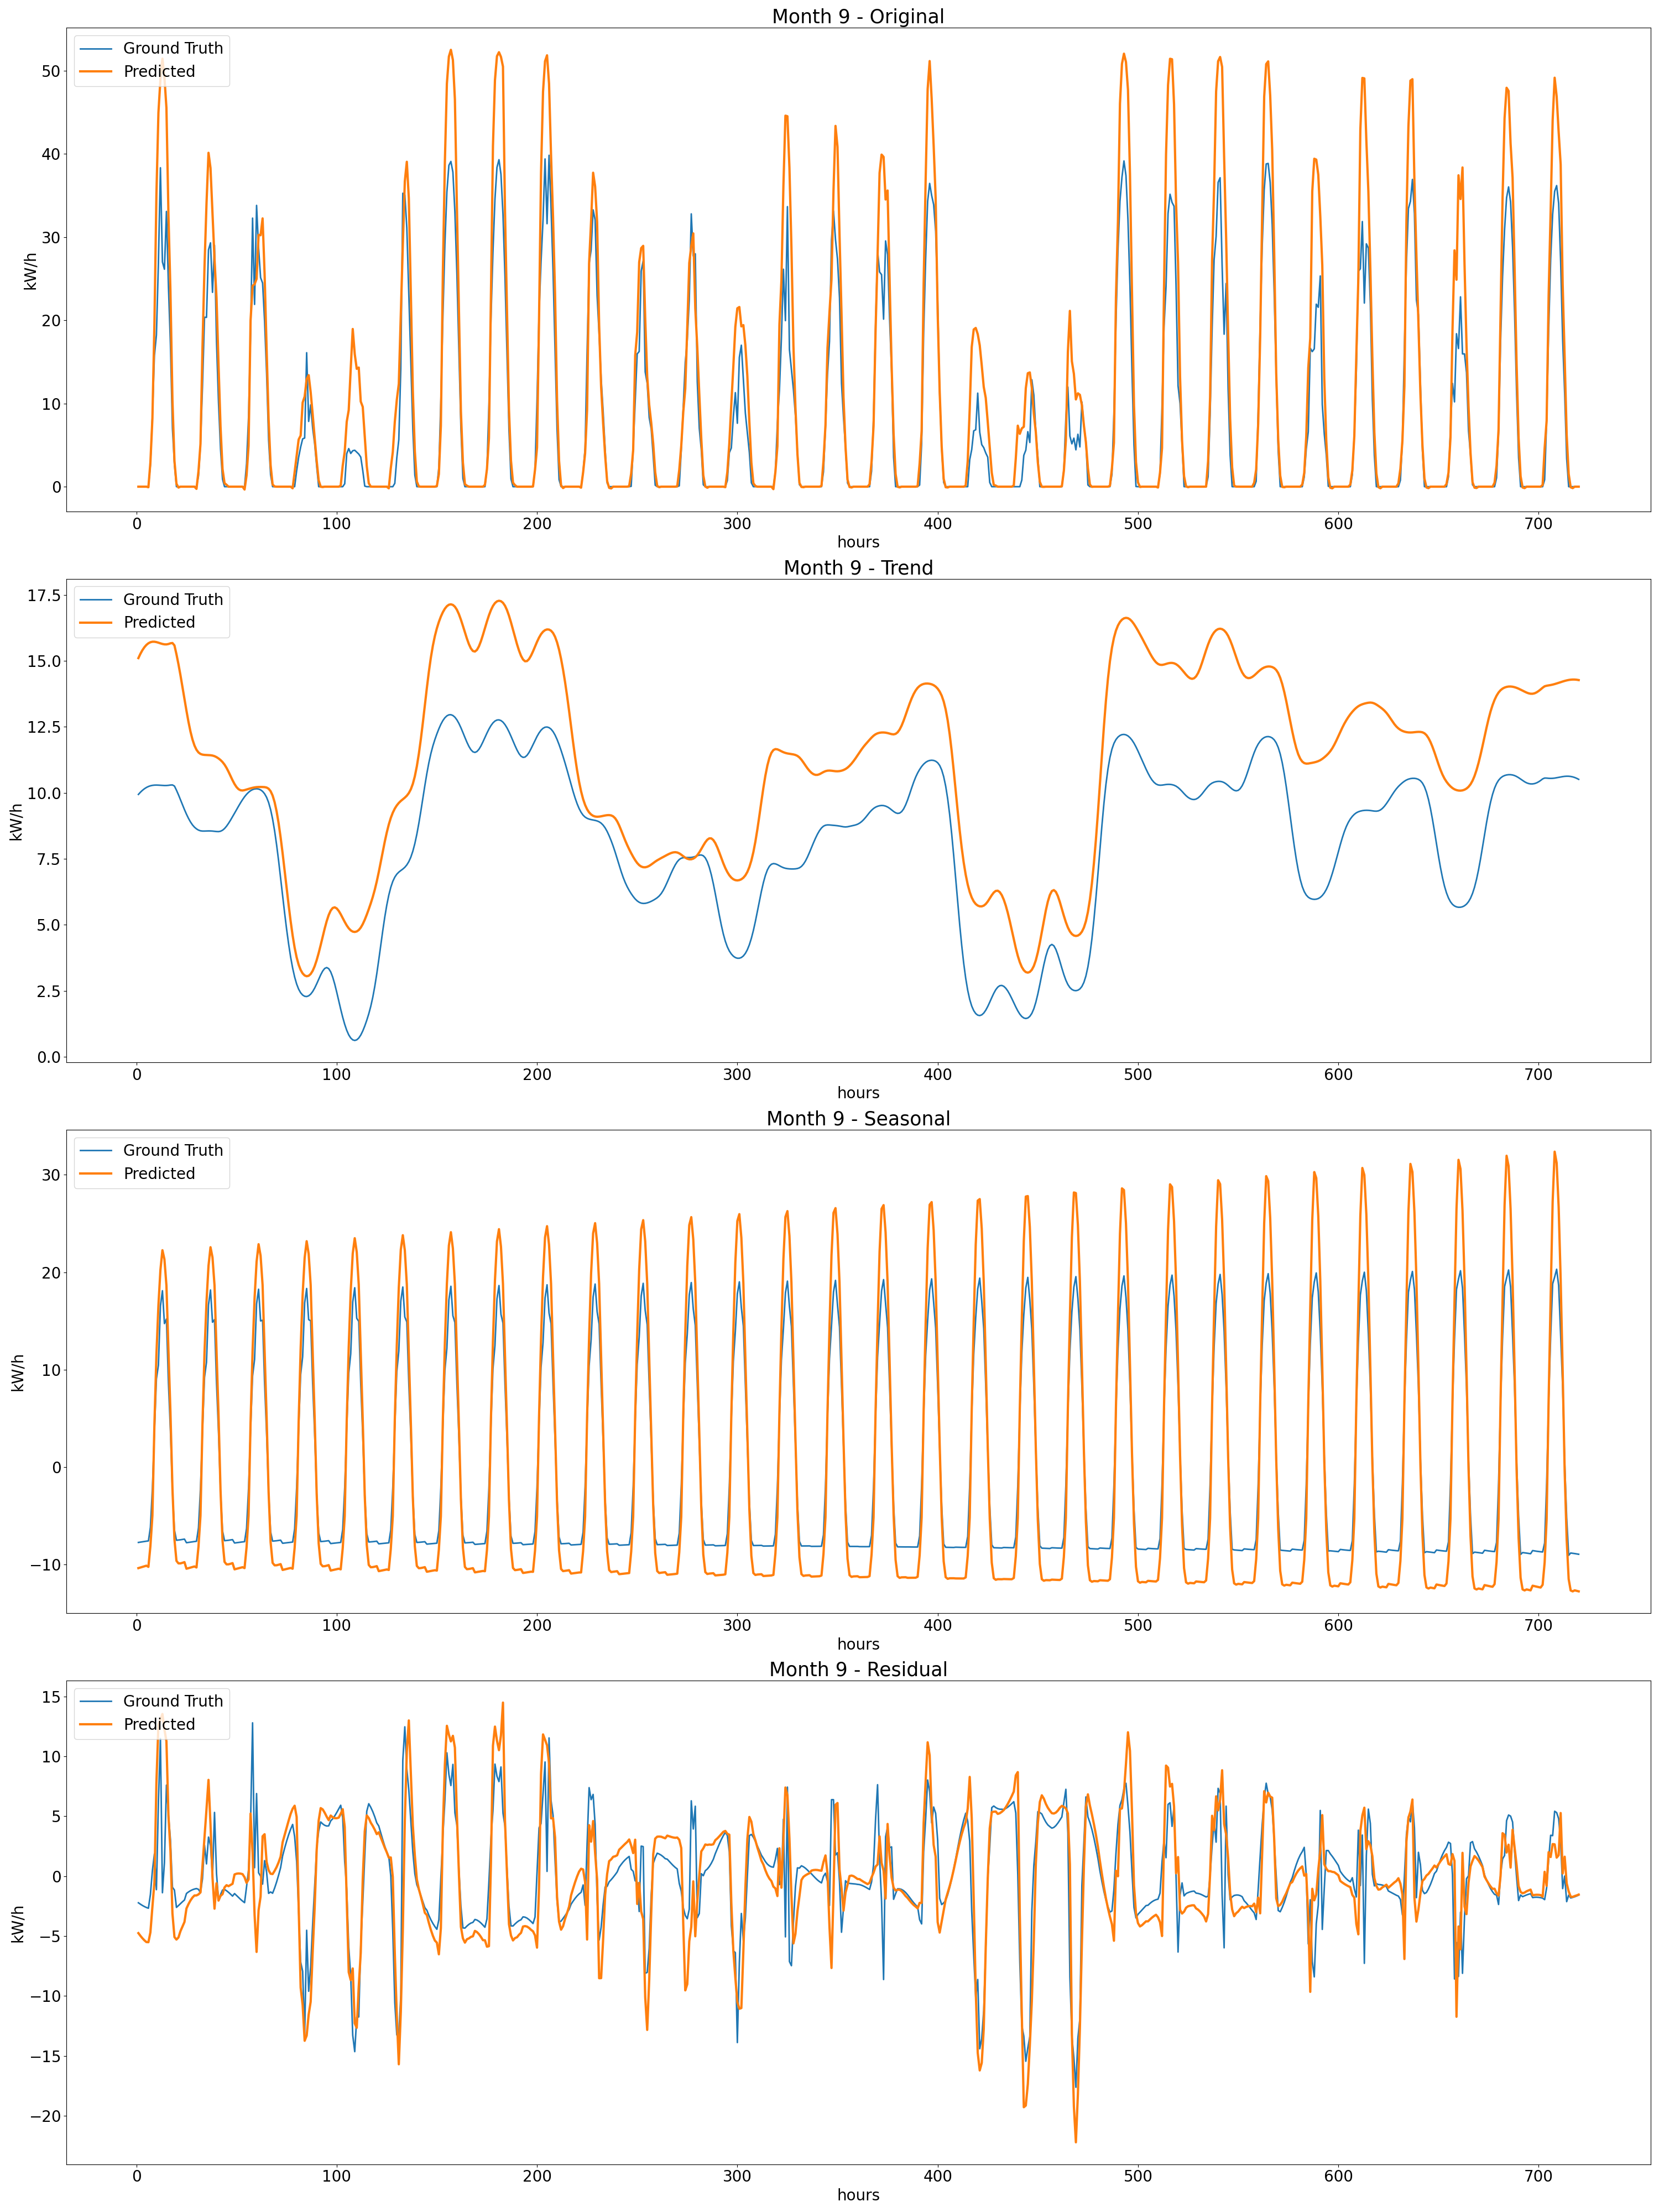 Month 9 - Original
Ground Truth
Predicted
kW/h
50
40
30
20
10
0
0 100 200 300 400 500 600 700
hours
Month 9 - Trend
Ground Truth
Predicted
kW/h
17.5
15.0
12.5
10.0
7.5
5.0
2.5
0.0
0 100 200 300 400 500 600 700
hours
Month 9 - Seasonal
Ground Truth
Predicted
kW/h
30
20
10
0
−10
0 100 200 300 400 500 600 700
hours
Month 9 - Residual
Ground Truth
Predicted
kW/h
15
10
5
0
−5
−10
−15
−20
0 100 200 300 400 500 600 700
hours